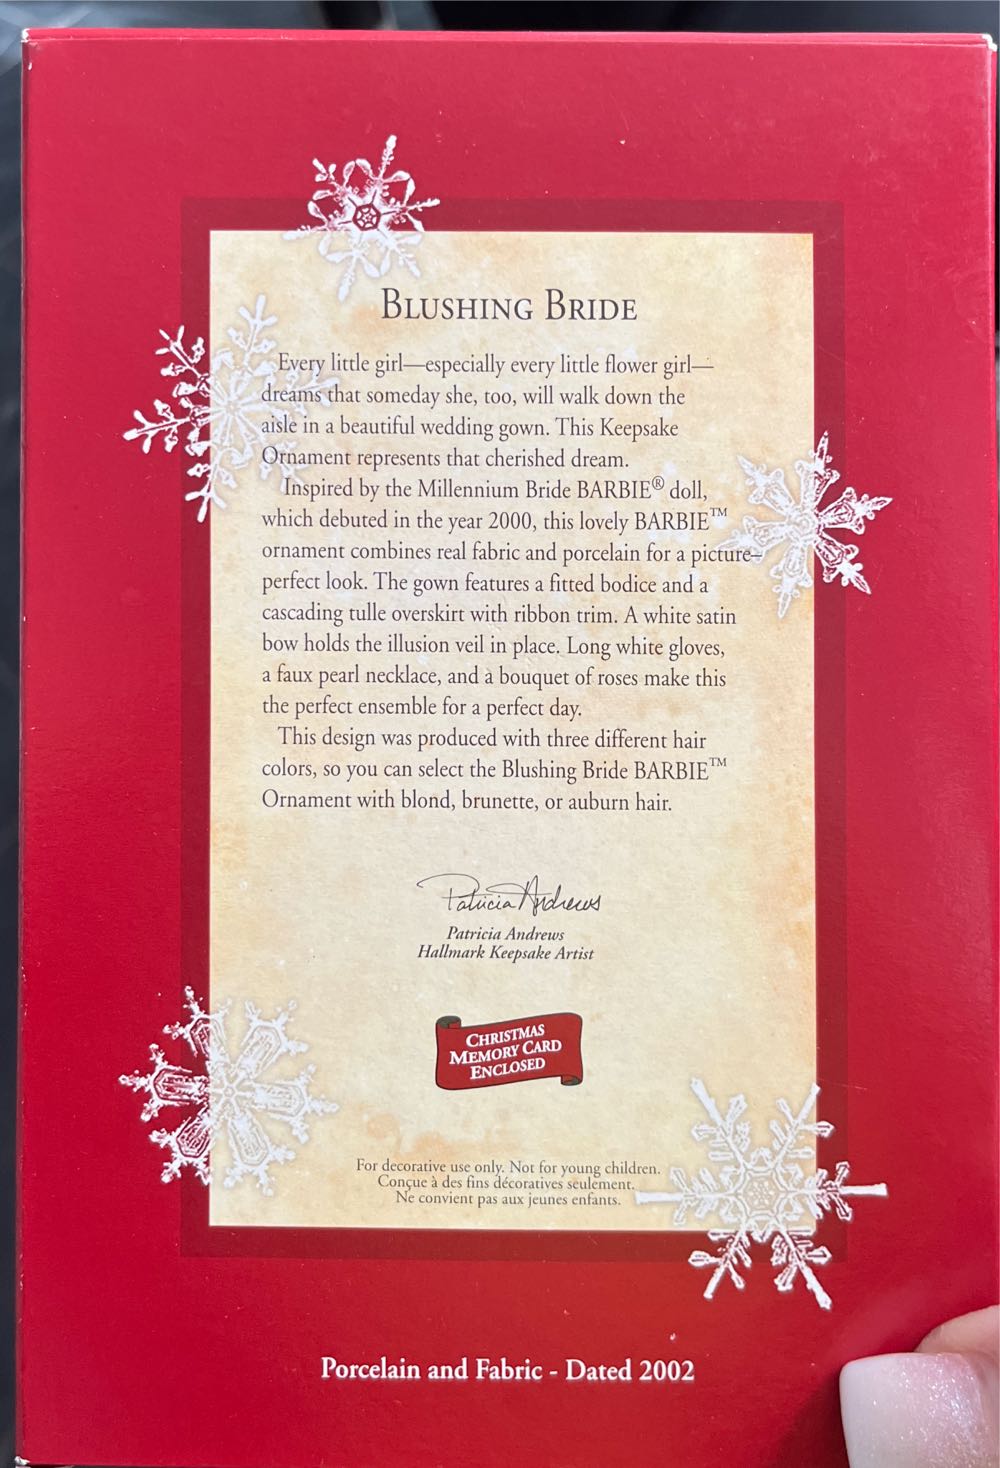 BLUSHING BRIDE
Every little girl—especially every little flower girl—
dreams that someday she, too, will walk down the
aisle in a beautiful wedding gown. This Keepsake
Ornament represents that cherished dream.
Inspired by the Millennium Bride BARBIE® doll,
which debuted in the year 2000, this lovely BARBIE™
ornament combines real fabric and porcelain for a picture–
perfect look. The gown features a fitted bodice and a
cascading tulle overskirt with ribbon trim. A white satin
bow holds the illusion veil in place. Long white gloves,
a faux pearl necklace, and a bouquet of roses make this
the perfect ensemble for a perfect day.
This design was produced with three different hair
colors, so you can select the Blushing Bride BARBIE™
Ornament with blond, brunette, or auburn hair.
Patricia Andrews
Patricia Andrews
Hallmark Keepsake Artist
CHRISTMAS
MEMORY CARD
ENCLOSED
For decorative use only. Not for young children.
Conçue à des fins décoratives seulement.
Ne convient pas aux jeunes enfants.
Porcelain and Fabric - Dated 2002